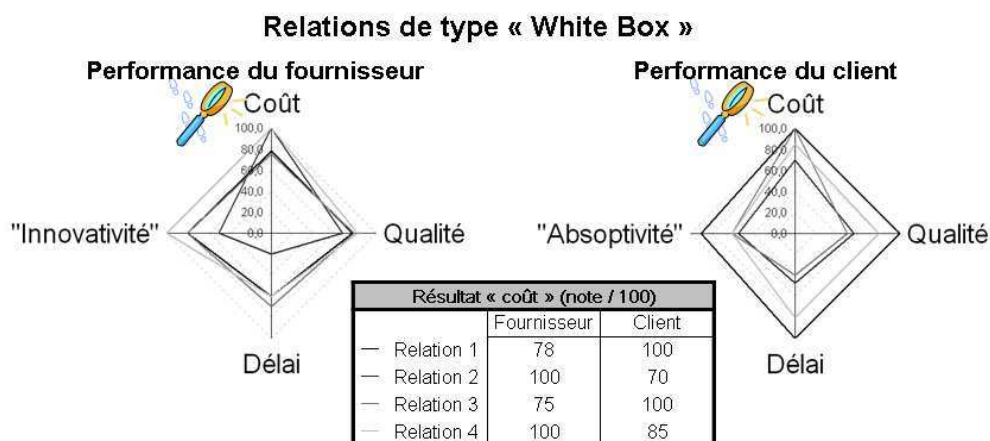 Relations de type « White Box »
Performance du fournisseur
Coût
100,0
80,0
60,0
40,0
20,0
0,0
"Innovativité"
Qualité
Délai
Performance du client
Coût
100,0
80,0
60,0
40,0
20,0
0,0
"Absoptivité"
Qualité
Délai
Résultat « coût » (note / 100)
Fournisseur Client
Relation 1 78 100
Relation 2 100 70
Relation 3 75 100
Relation 4 100 85